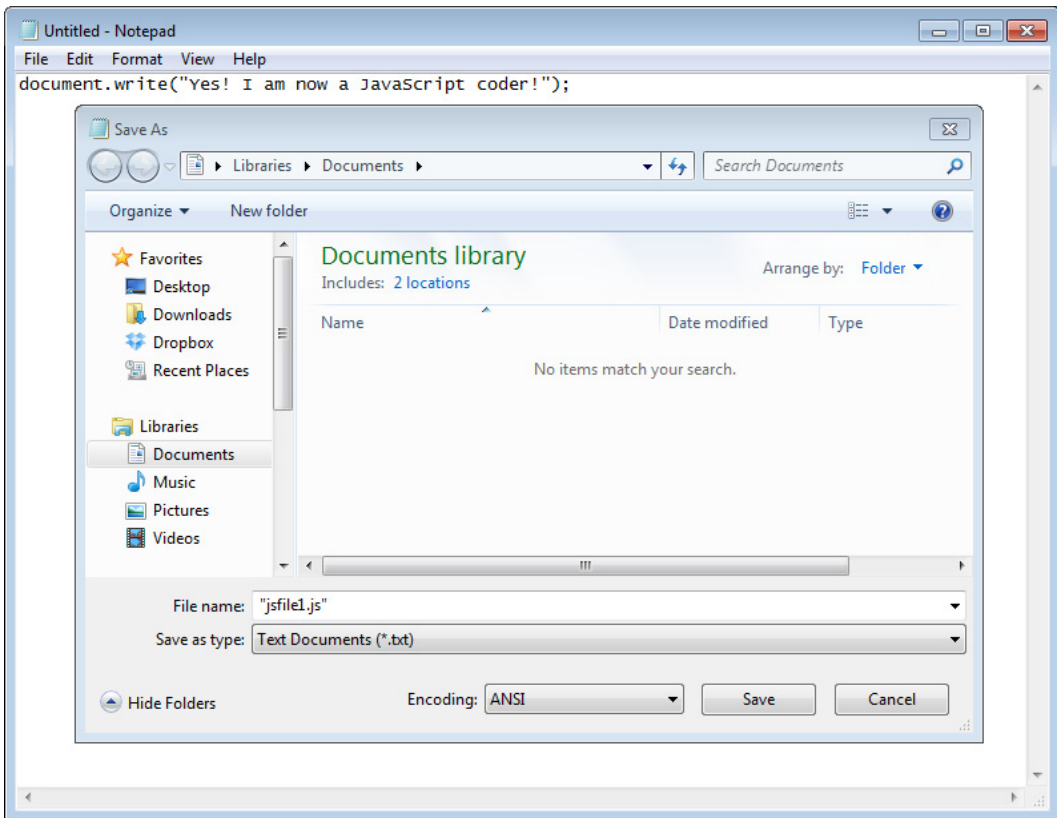 Untitled - Notepad
File Edit Format View Help
document.write("Yes! I am now a JavaScript coder!");
Save As
Libraries Documents
Search Documents
Organize New folder
Favorites
Desktop
Downloads
Dropbox
Recent Places
Libraries
Documents
Music
Pictures
Videos
Documents library
Includes: 2 locations
Arrange by: Folder
Name Date modified Type
No items match your search.
File name: "jsfile1.js"
Save as type: Text Documents (*.txt)
Hide Folders
Encoding: ANSI
Save
Cancel